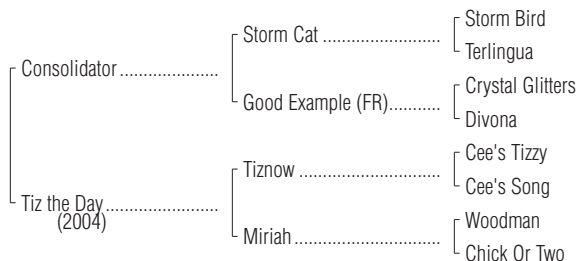 Storm Bird
Storm Cat ............................
Terlingua
Consolidator .......................
Crystal Glitters
Good Example (FR)............
Divona
Cee's Tizzy
Tiznow .................................
Cee's Song
Tiz the Day ..........................
(2004)
Woodman
Miriah ...................................
Chick Or Two